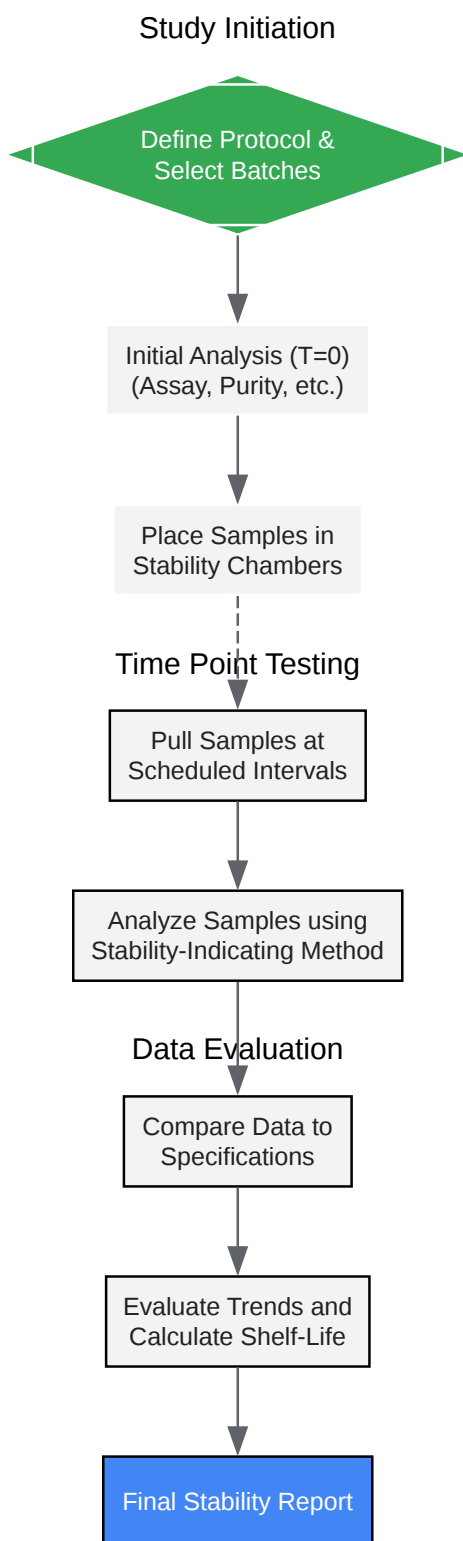 Study Initiation
Define Protocol &
Select Batches
Initial Analysis (T=0)
(Assay, Purity, etc.)
Place Samples in
Stability Chambers
Time Point Testing
Pull Samples at
Scheduled Intervals
Analyze Samples using
Stability-Indicating Method
Data Evaluation
Compare Data to
Specifications
Evaluate Trends and
Calculate Shelf-Life
Final Stability Report